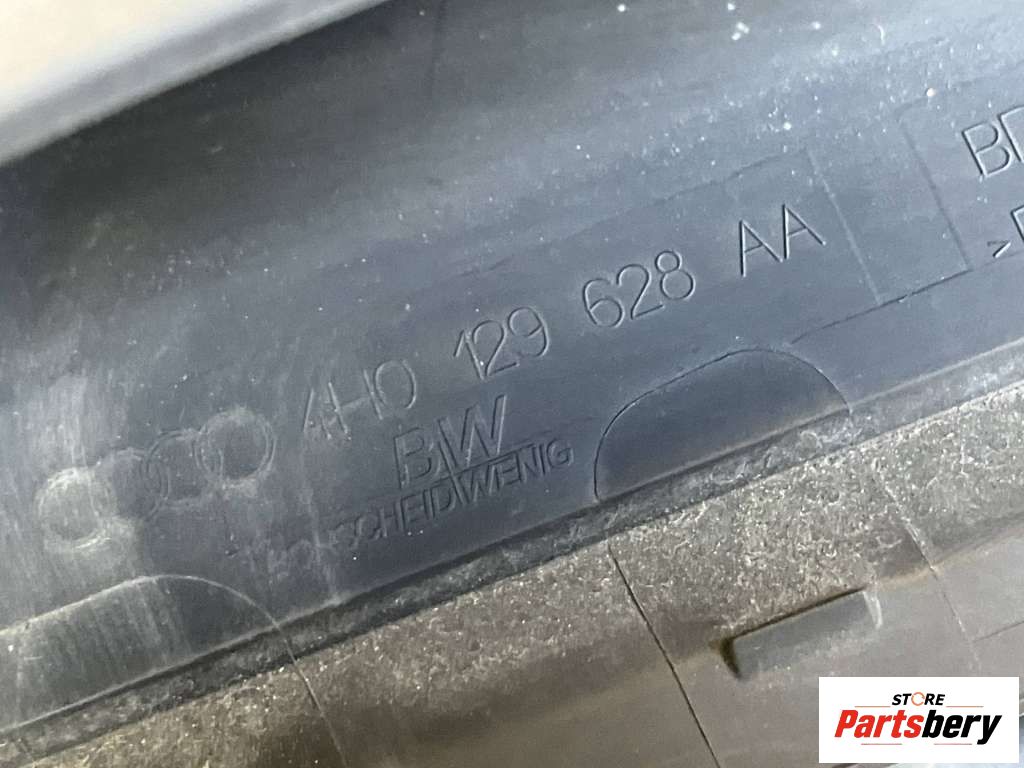 4H0 129 628 AA
BW
SCHEIDWENIG
STORE
Partsbery